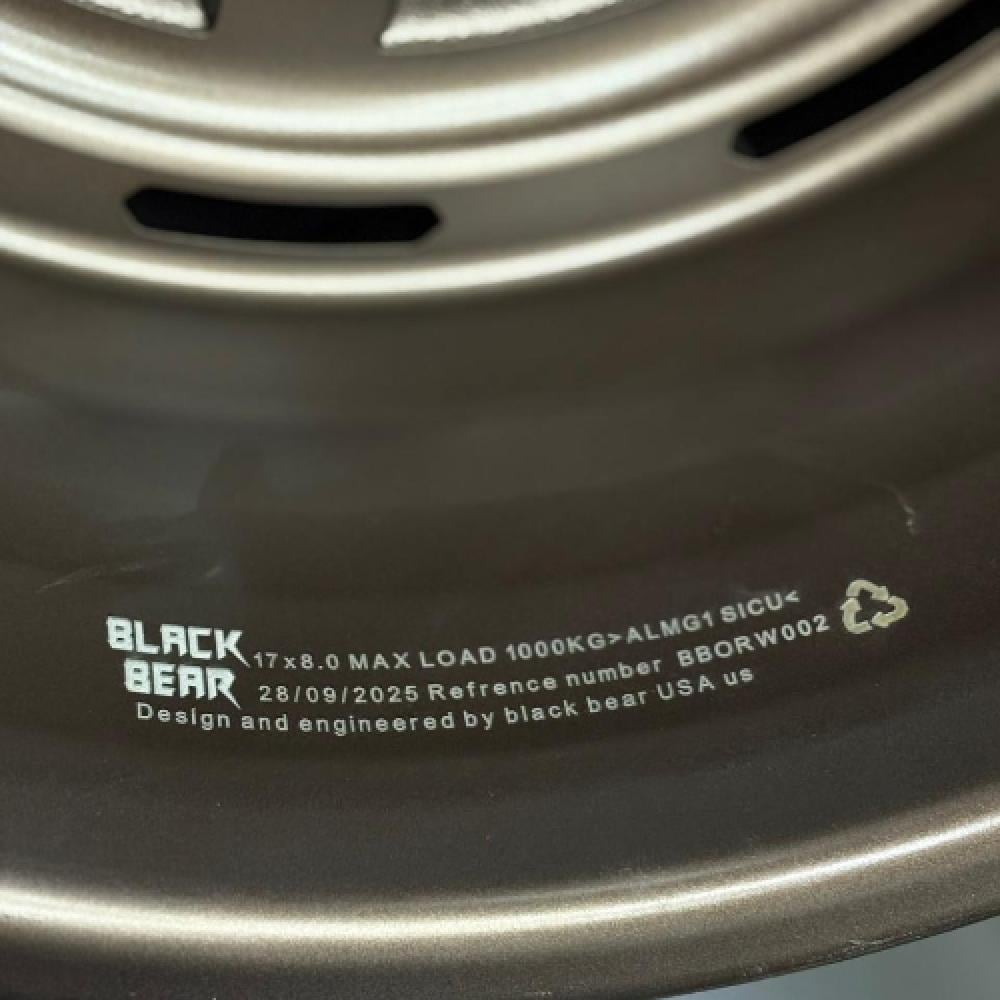 BLACK BEAR
17x8.0 MAX LOAD 1000KG>ALMG1 SICU<
28/09/2025 Refrence number BBORW002
Design and engineered by black bear USA us